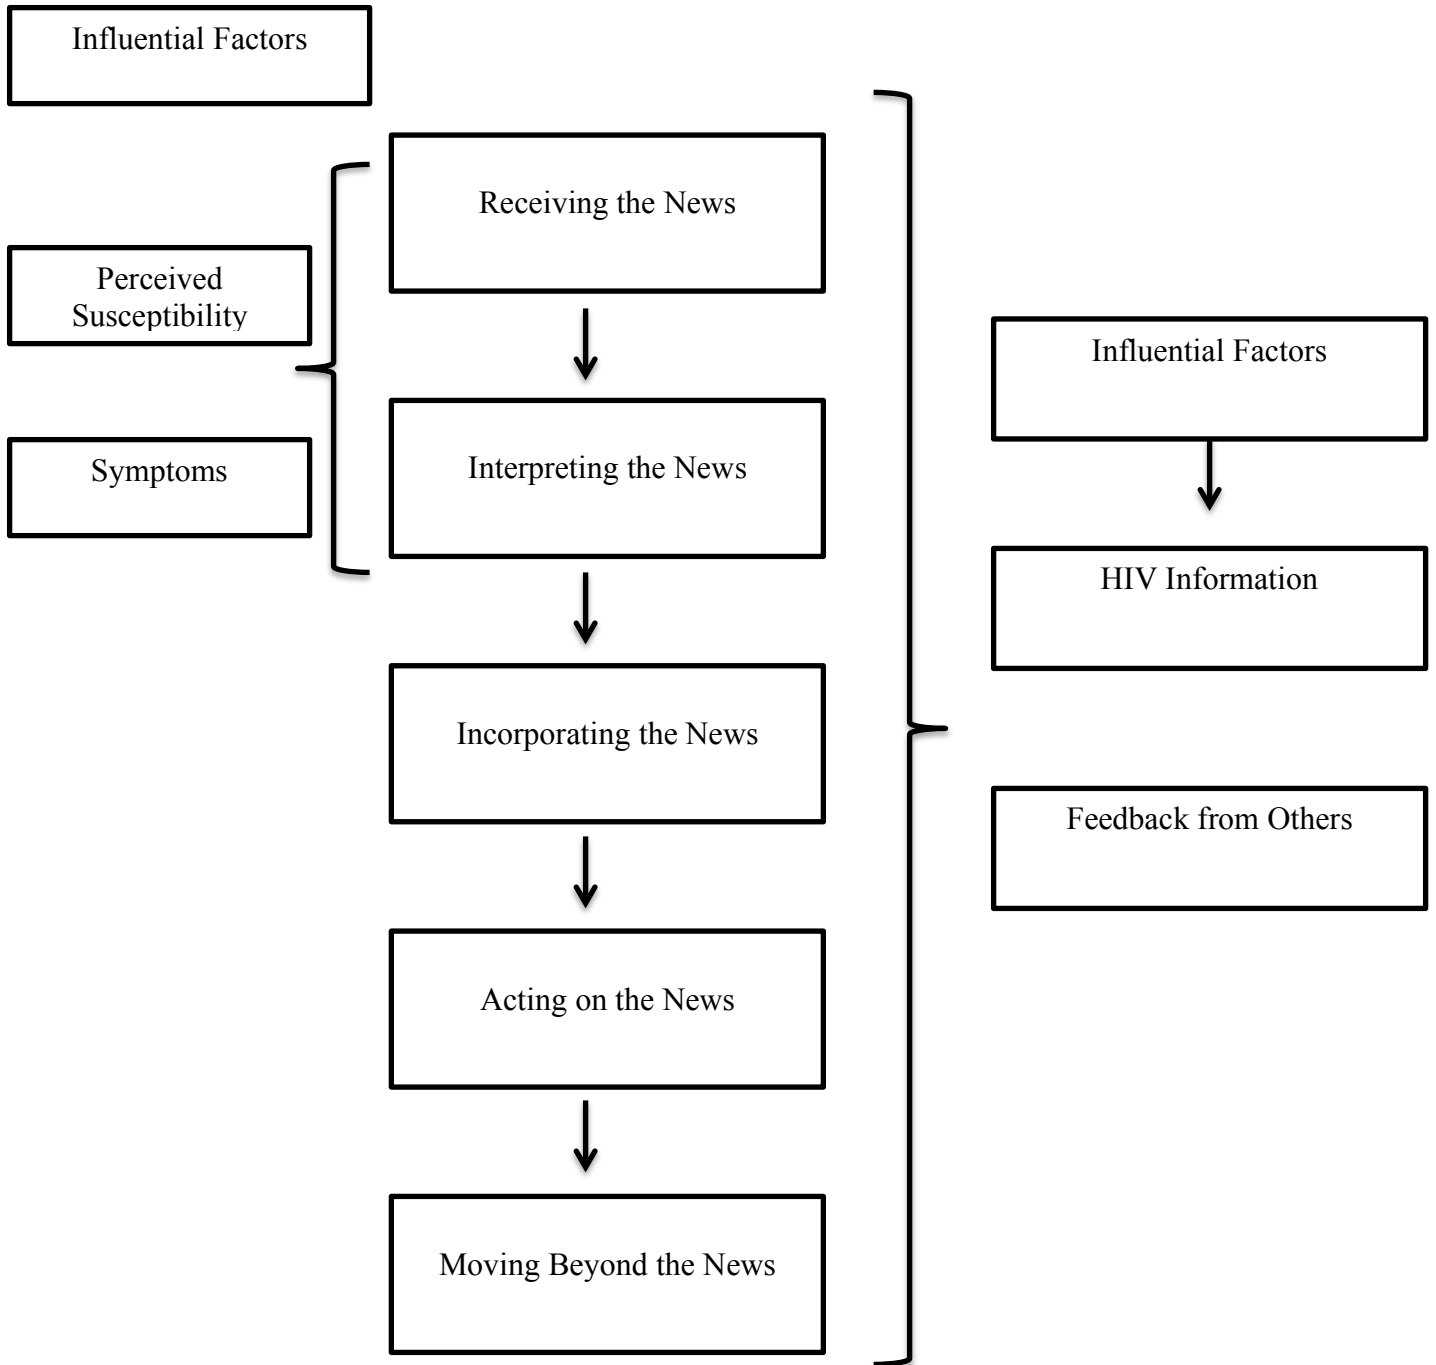 Influential Factors
Receiving the News
Perceived
Susceptibility
Influential Factors
Symptoms
Interpreting the News
HIV Information
Incorporating the News
Feedback from Others
Acting on the News
Moving Beyond the News